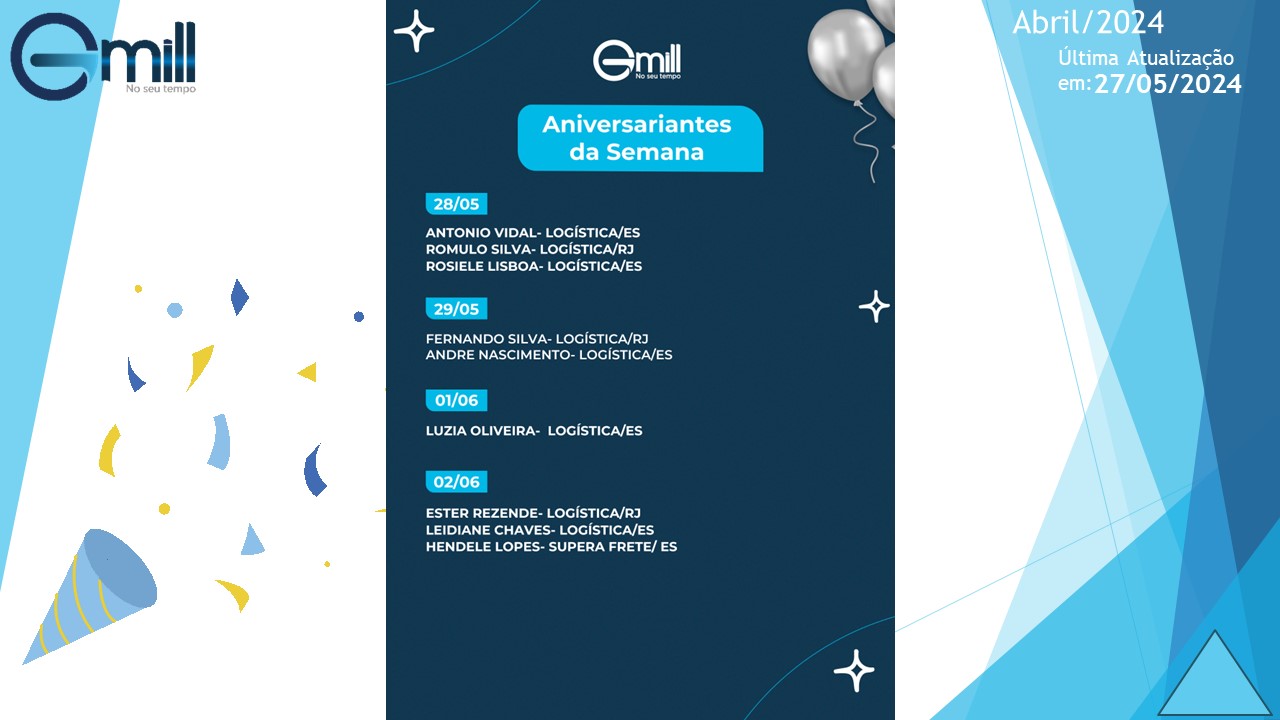 Gmill
No seu tempo
Gmill
No seu tempo
Aniversariantes
da Semana
28/05
ANTONIO VIDAL- LOGÍSTICA/ES
ROMULO SILVA- LOGÍSTICA/RJ
ROSIELE LISBOA- LOGÍSTICA/ES
29/05
FERNANDO SILVA- LOGÍSTICA/RJ
ANDRE NASCIMENTO- LOGÍSTICA/ES
01/06
LUZIA OLIVEIRA-  LOGÍSTICA/ES
02/06
ESTER REZENDE- LOGÍSTICA/RJ
LEIDIANE CHAVES- LOGÍSTICA/ES
HENDELE LOPES- SUPERA FRETE/ ES
Abril/2024
Última Atualização
em:27/05/2024